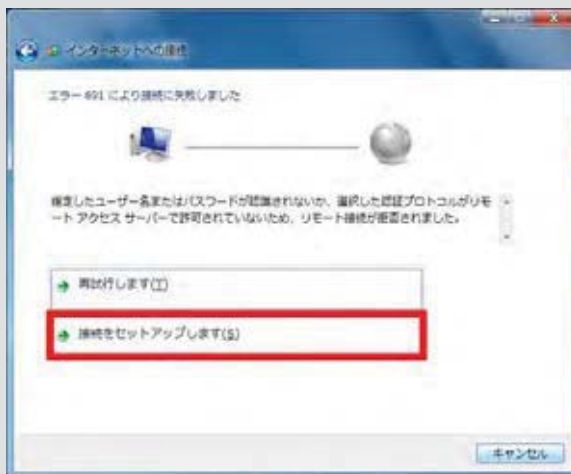 インターネットへの接続
エラー 691 により接続に失敗しました
指定したユーザー名またはパスワードが認識されないか、選択した認証プロトコルがリモ
ート アクセス サーバーで許可されていないため、リモート接続が拒否されました。
再試行します(T)
接続をセットアップします(S)
キャンセル